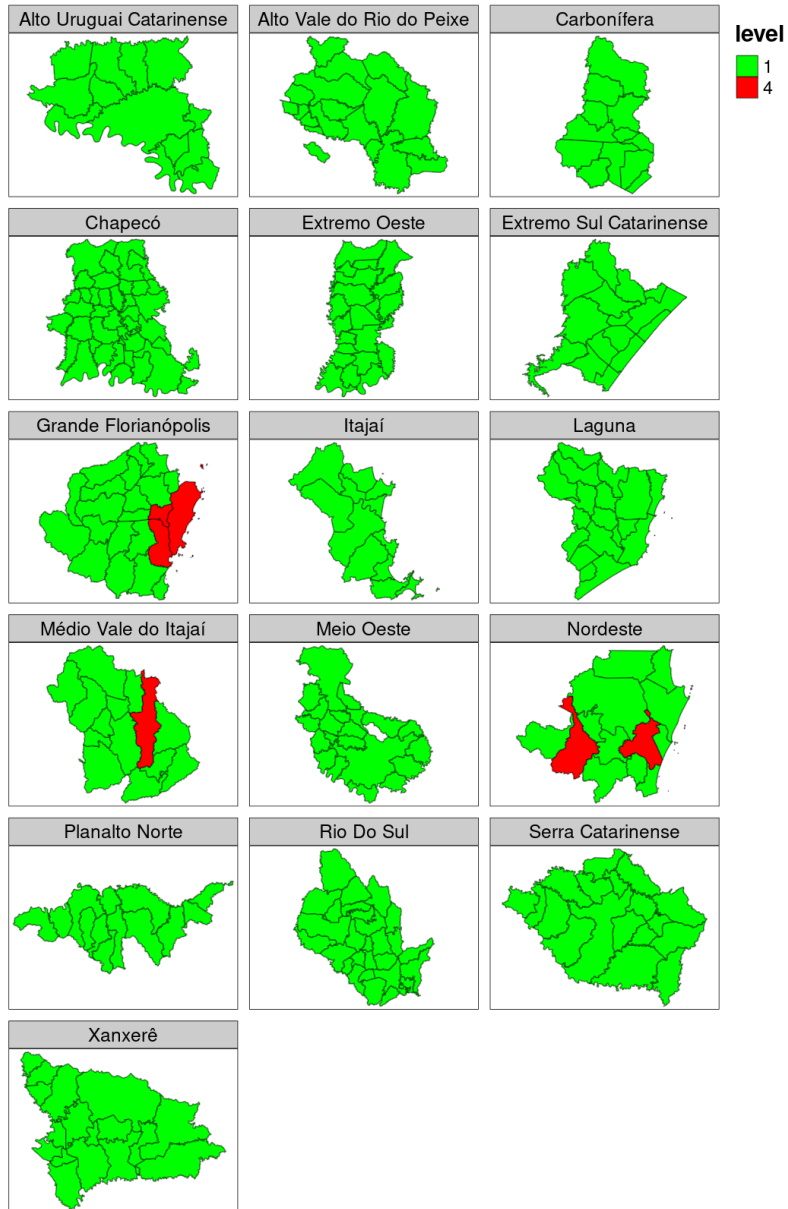 Alto Uruguai Catarinense
Alto Vale do Rio do Peixe
Carbonífera
level
1
4
Chapecó
Extremo Oeste
Extremo Sul Catarinense
Grande Florianópolis
Itajaí
Laguna
Médio Vale do Itajaí
Meio Oeste
Nordeste
Planalto Norte
Rio Do Sul
Serra Catarinense
Xanxerê